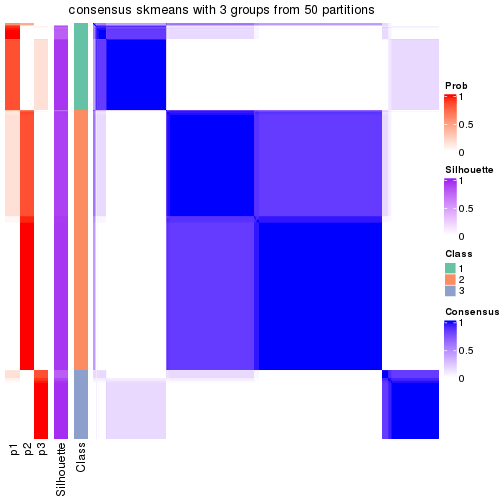 consensus skmeans with 3 groups from 50 partitions
Prob
1
0.5
0
Silhouette
1
0.5
0
Class
1
2
3
Consensus
1
0.5
0
p1
p2
p3
Silhouette
Class